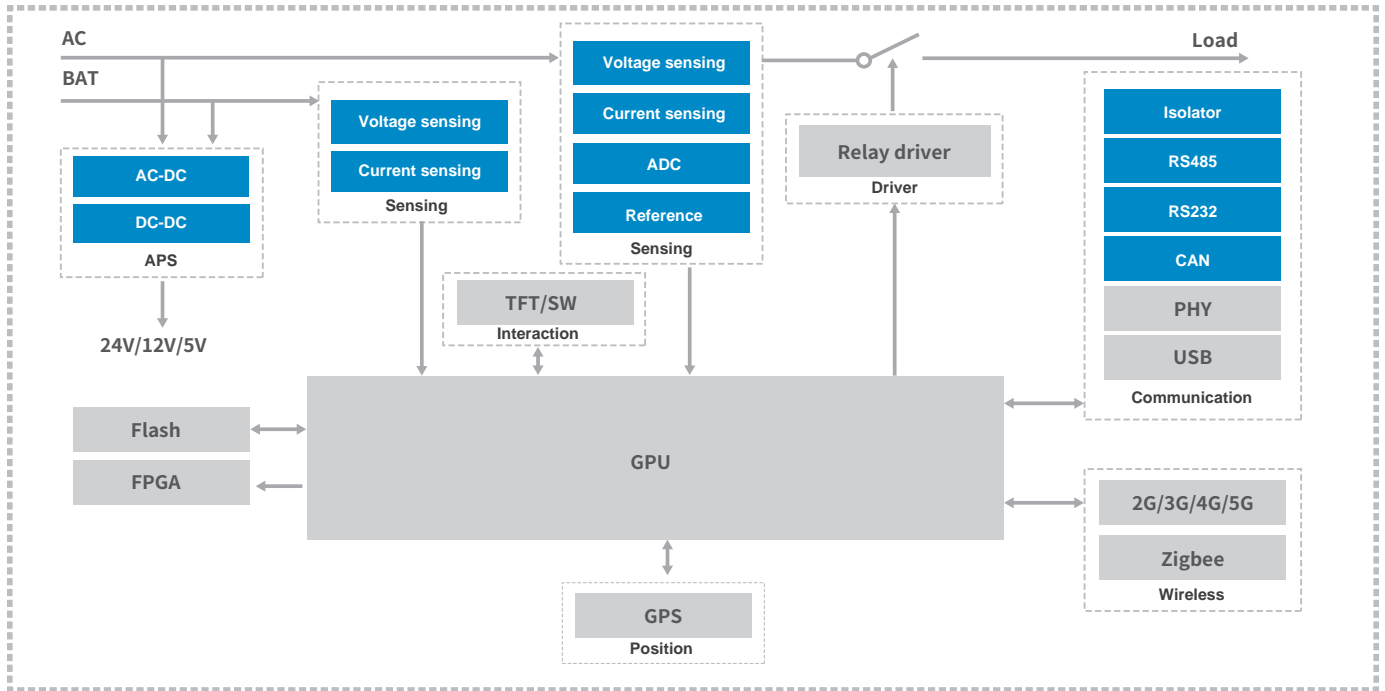 AC
BAT
Load
Voltage sensing
Current sensing
Sensing
Voltage sensing
Current sensing
ADC
Reference
Sensing
Relay driver
Driver
Isolator
RS485
RS232
CAN
PHY
USB
Communication
AC-DC
DC-DC
APS
24V/12V/5V
TFT/SW
Interaction
Flash
FPGA
GPU
2G/3G/4G/5G
Zigbee
Wireless
GPS
Position